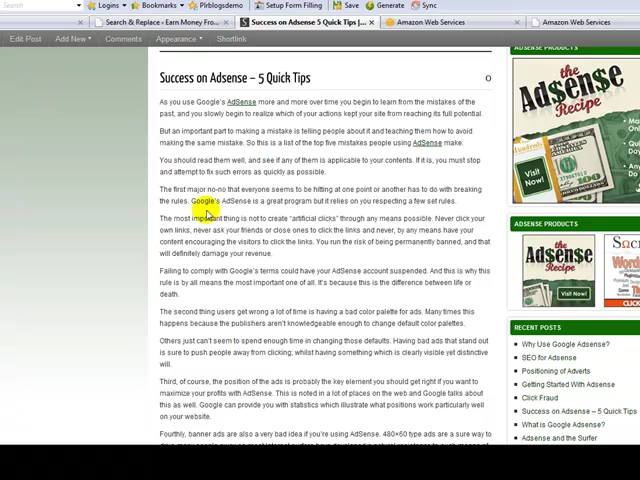 Logins Bookmarks Plrblogsdemo Setup Form Filling Save Generate Sync
Search & Replace ‹ Earn Money Fro... Success on Adsense 5 Quick Tips |... Amazon Web Services Amazon Web Services
Edit Post Add New Comments Appearance Shortlink
Success on Adsense – 5 Quick Tips 0
As you use Google's AdSense more and more over time you begin to learn from the mistakes of the
past, and you slowly begin to realize which of your actions kept your site from reaching its full potential.
But an important part to making a mistake is telling people about it and teaching them how to avoid
making the same mistake. So this is a list of the top five mistakes people using AdSense make.
You should read them well, and see if any of them is applicable to your contents. If it is, you must stop
and attempt to fix such errors as quickly as possible.
The first major no-no that everyone seems to be hitting at one point or another has to do with breaking
the rules. Google's AdSense is a great program but it relies on you respecting a few set rules.
The most important thing is not to create “artificial clicks” through any means possible. Never click your
own links, never ask your friends or close ones to click the links and never, by any means have your
content encouraging the visitors to click the links. You run the risk of being permanently banned, and that
will definitely damage your revenue.
Failing to comply with Google's terms could have your AdSense account suspended. And this is why this
rule is by all means the most important one of all. It's because this is the difference between life or
death.
The second thing users get wrong a lot of time is having a bad color palette for ads. Many times this
happens because the publishers aren't knowledgeable enough to change default color palettes.
Others just can't seem to spend enough time in changing those defaults. Having bad ads that stand out
is sure to push people away from clicking; whilst having something which is clearly visible yet distinctive
will.
Third, of course, the position of the ads is probably the key element you should get right if you want to
maximize your profits with AdSense. This is noted in a lot of places on the web and Google talks about
this as well. Google can provide you with statistics which illustrate what positions work particularly well
on your website.
Fourthly, banner ads are also a very bad idea if you're using AdSense. 480×60 type ads are a sure way to
ADSENSE PRODUCTS
the
AdSense
Recipe
Visit Now!
ADSENSE PRODUCTS
the
AdSense
Recipe
Visit Now!
RECENT POSTS
Why Use Google Adsense?
SEO for Adsense
Positioning of Adverts
Getting Started With Adsense
Click Fraud
Success on Adsense – 5 Quick Tips
What is Google Adsense?
Adsense and the Surfer